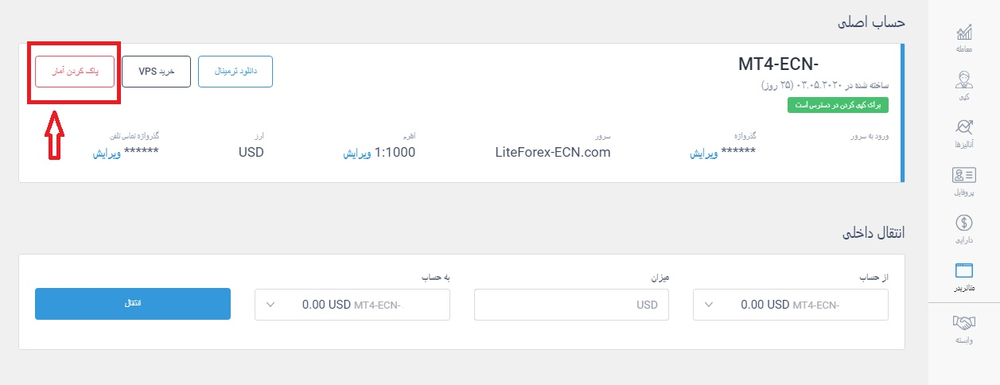 حساب اصلی
MT4-ECN-
ساخته شده در ۰۳.۰۵.۲۰۲۰ (۲۵ روز)
برای کپی کردن در دسترس است
دانلود ترمینال
خرید VPS
پاک کردن آمار
ورود به سرور
گذرواژه
****** ویرایش
سرور
LiteForex-ECN.com
اهرم
1:1000 ویرایش
ارز
USD
گذرواژه تماس تلفن
****** ویرایش
انتقال داخلی
از حساب
0.00 USD MT4-ECN-
میزان
USD
به حساب
0.00 USD MT4-ECN-
انتقال
معامله
کپی
آنالیزها
پروفایل
دارایی
متاتریدر
وابسته